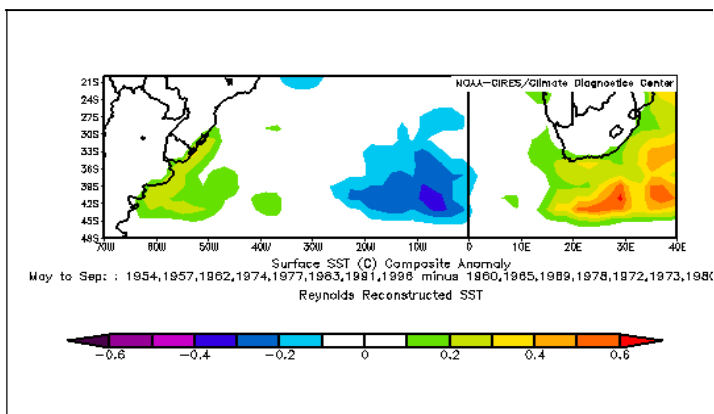 NOAA-CIRES/Climate Diagnostics Center
21S
24S
27S
30S
33S
36S
39S
42S
45S
48S
70W 60W 50W 40W 30W 20W 10W 0 10E 20E 30E 40E
Surface SST (C) Composite Anomaly
May to Sep: : 1954,1957,1962,1974,1977,1983,1991,1996 minus 1960,1965,1969,1978,1972,1973,1980
Reynolds Reconstructed SST
-0.6 -0.4 -0.2 0 0.2 0.4 0.6